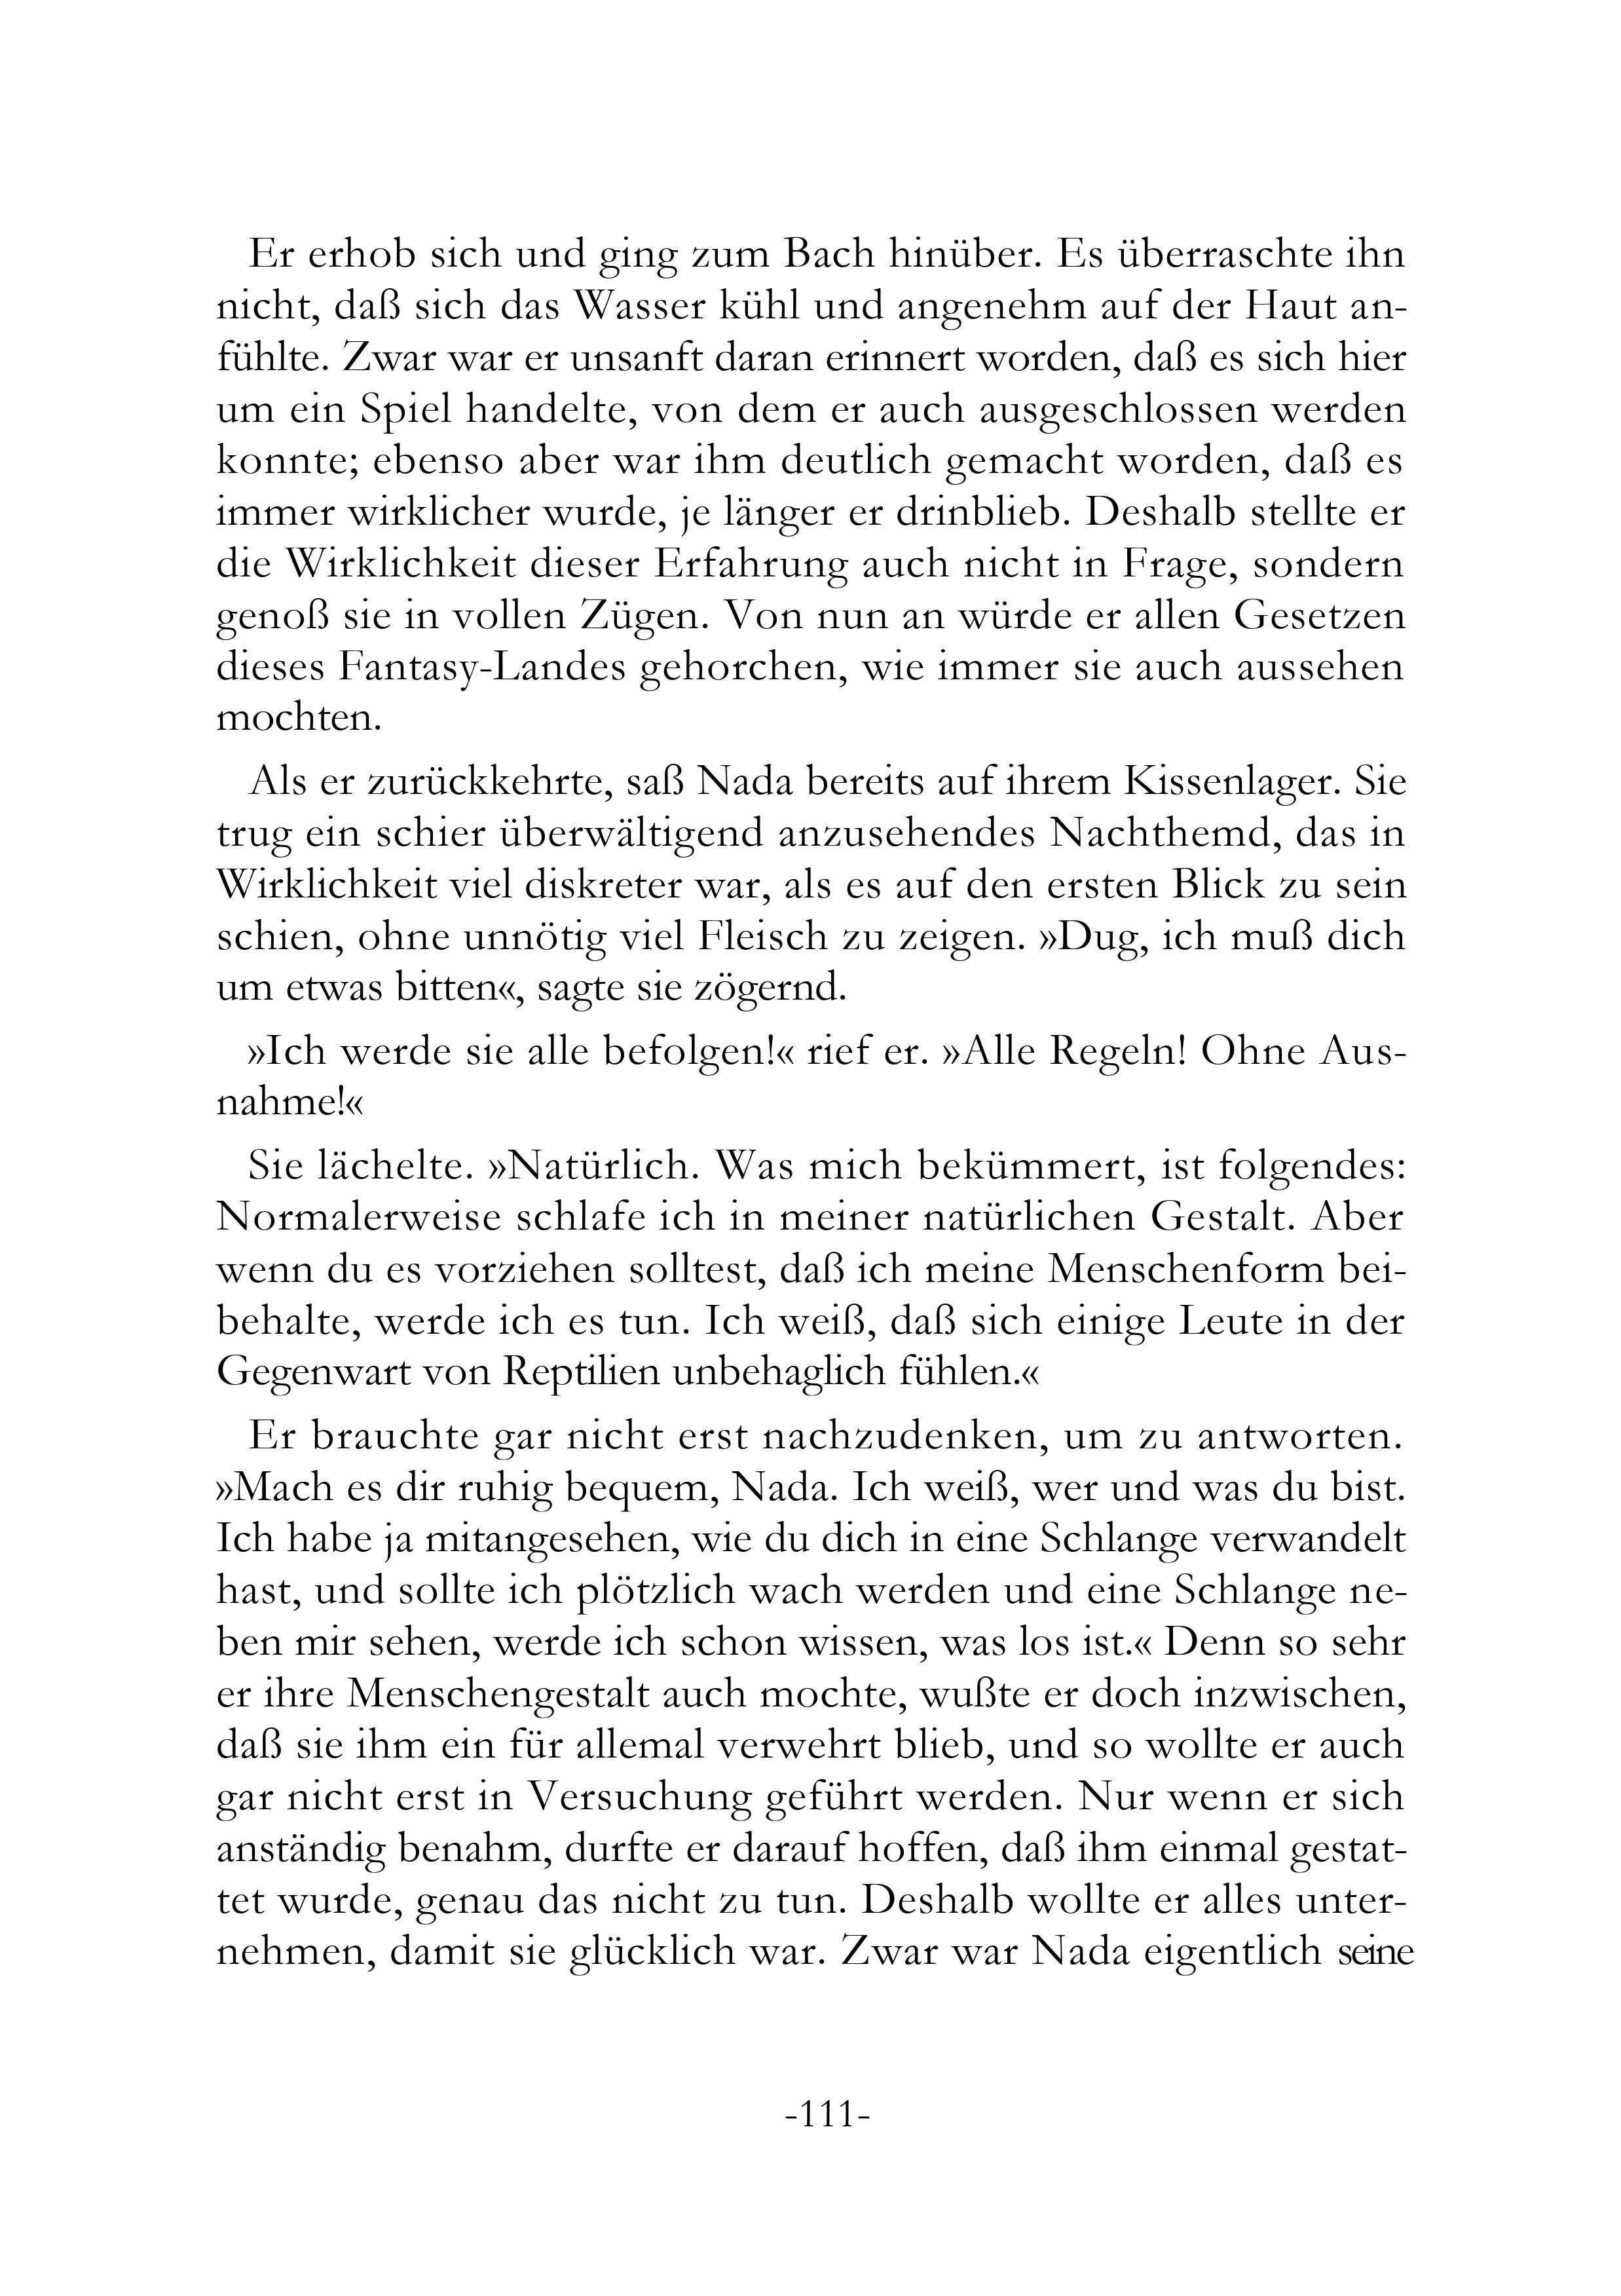 Er erhob sich und ging zum Bach hinüber. Es überraschte ihn
nicht, daß sich das Wasser kühl und angenehm auf der Haut an-
fühlte. Zwar war er unsanft daran erinnert worden, daß es sich hier
um ein Spiel handelte, von dem er auch ausgeschlossen werden
konnte; ebenso aber war ihm deutlich gemacht worden, daß es
immer wirklicher wurde, je länger er drinblieb. Deshalb stellte er
die Wirklichkeit dieser Erfahrung auch nicht in Frage, sondern
genoß sie in vollen Zügen. Von nun an würde er allen Gesetzen
dieses Fantasy-Landes gehorchen, wie immer sie auch aussehen
mochten.
Als er zurückkehrte, saß Nada bereits auf ihrem Kissenlager. Sie
trug ein schier überwältigend anzusehendes Nachthemd, das in
Wirklichkeit viel diskreter war, als es auf den ersten Blick zu sein
schien, ohne unnötig viel Fleisch zu zeigen. »Dug, ich muß dich
um etwas bitten«, sagte sie zögernd.
»Ich werde sie alle befolgen!« rief er. »Alle Regeln! Ohne Aus-
nahme!«
Sie lächelte. »Natürlich. Was mich bekümmert, ist folgendes:
Normalerweise schlafe ich in meiner natürlichen Gestalt. Aber
wenn du es vorziehen solltest, daß ich meine Menschenform bei-
behalte, werde ich es tun. Ich weiß, daß sich einige Leute in der
Gegenwart von Reptilien unbehaglich fühlen.«
Er brauchte gar nicht erst nachzudenken, um zu antworten.
»Mach es dir ruhig bequem, Nada. Ich weiß, wer und was du bist.
Ich habe ja mitangesehen, wie du dich in eine Schlange verwandelt
hast, und sollte ich plötzlich wach werden und eine Schlange ne-
ben mir sehen, werde ich schon wissen, was los ist.« Denn so sehr
er ihre Menschengestalt auch mochte, wußte er doch inzwischen,
daß sie ihm ein für allemal verwehrt blieb, und so wollte er auch
gar nicht erst in Versuchung geführt werden. Nur wenn er sich
anständig benahm, durfte er darauf hoffen, daß ihm einmal gestat-
tet wurde, genau das nicht zu tun. Deshalb wollte er alles unter-
nehmen, damit sie glücklich war. Zwar war Nada eigentlich seine
-111-